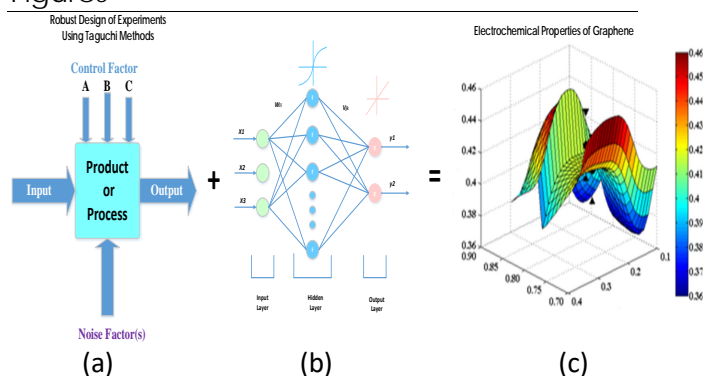 Figures
Robust Design of Experiments
Using Taguchi Methods
Control Factor
A B C
Product
or
Process
Input
Output
Noise Factor(s)
(a)
+
X1
X2
X3
y1
y2
Input
Layer
Hidden
Layer
Output
Layer
(b)
=
Electrochemical Properties of Graphene
0.46
0.44
0.42
0.4
0.38
0.36
0.90
0.85
0.80
0.75
0.70
0.4
0.3
0.2
0.1
0.46
0.45
0.44
0.43
0.42
0.41
0.4
0.39
0.38
0.37
0.36
(c)